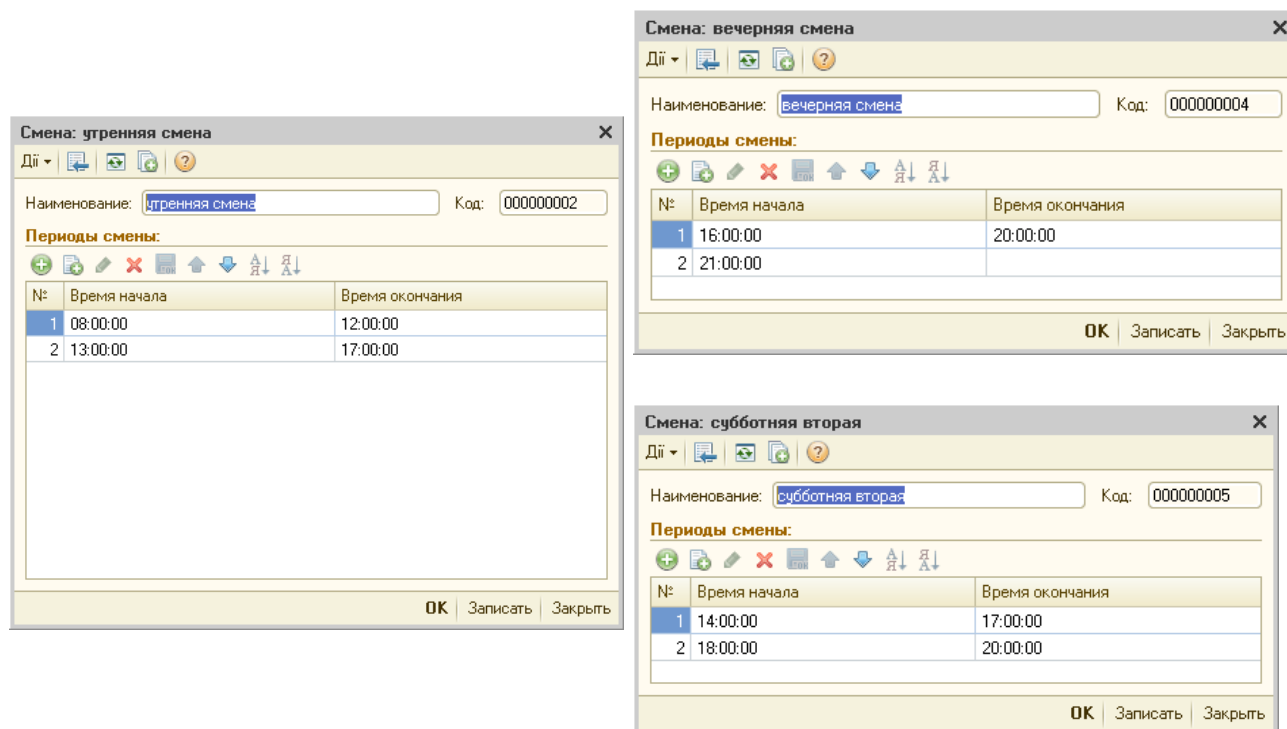 Смена: утренняя смена
Дії
Наименование: утренняя смена Код: 000000002
Периоды смены:
№ Время начала Время окончания
1 08:00:00 12:00:00
2 13:00:00 17:00:00
OK Записать Закрыть
Смена: вечерняя смена
Дії
Наименование: вечерняя смена Код: 000000004
Периоды смены:
№ Время начала Время окончания
1 16:00:00 20:00:00
2 21:00:00
OK Записать Закрыть
Смена: субботняя вторая
Дії
Наименование: субботняя вторая Код: 000000005
Периоды смены:
№ Время начала Время окончания
1 14:00:00 17:00:00
2 18:00:00 20:00:00
OK Записать Закрыть